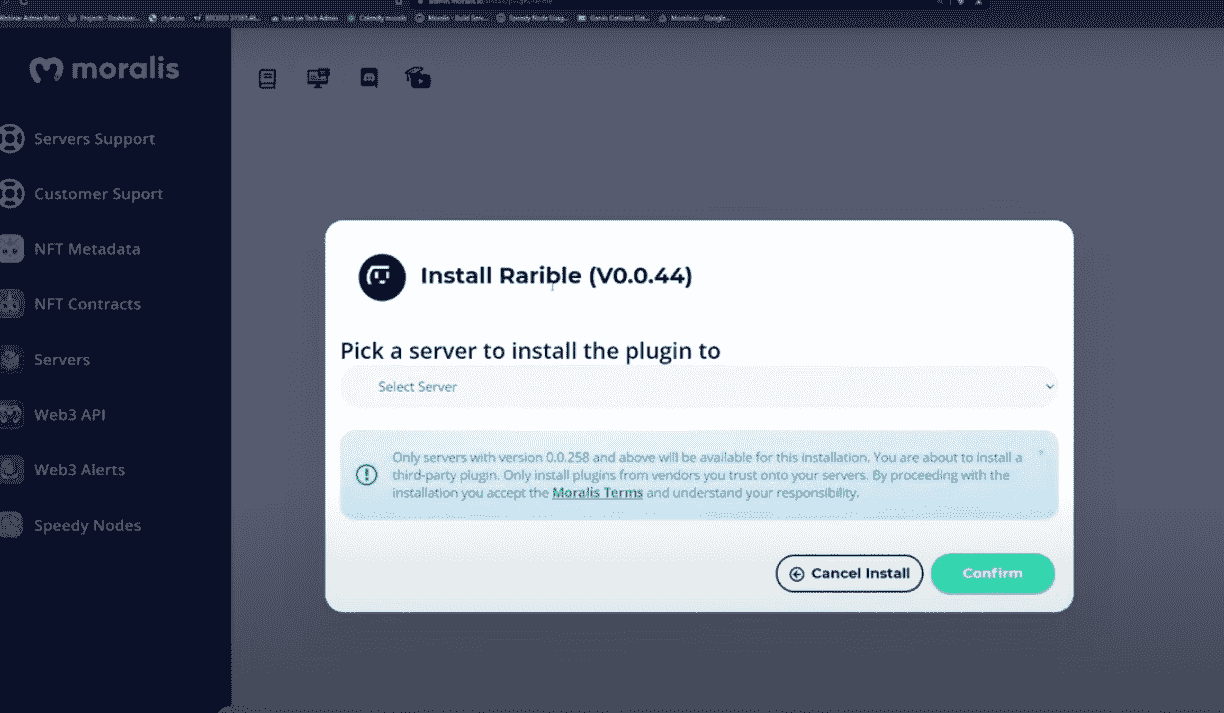 moralis
Servers Support
Customer Suport
NFT Metadata
NFT Contracts
Servers
Web3 API
Web3 Alerts
Speedy Nodes
Install Rarible (V0.0.44)
Pick a server to install the plugin to
Select Server
Only servers with version 0.0.258 and above will be available for this installation. You are about to install a
third-party plugin. Only install plugins from vendors you trust onto your servers. By proceeding with the
installation you accept the Moralis Terms and understand your responsibility.
Cancel Install
Confirm